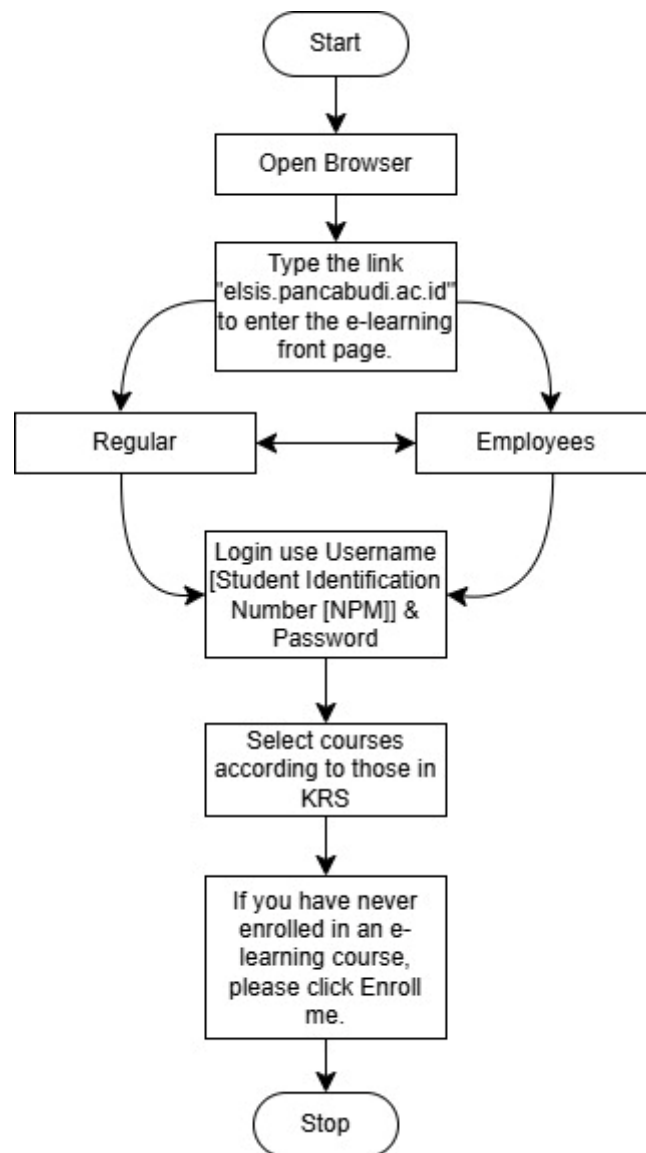 Start
Open Browser
Type the link
"elsis.pancabudi.ac.id"
to enter the e-learning
front page.
Regular
Employees
Login use Username
[Student Identification
Number [NPM]] &
Password
Select courses
according to those in
KRS
If you have never
enrolled in an e-
learning course,
please click Enroll
me.
Stop